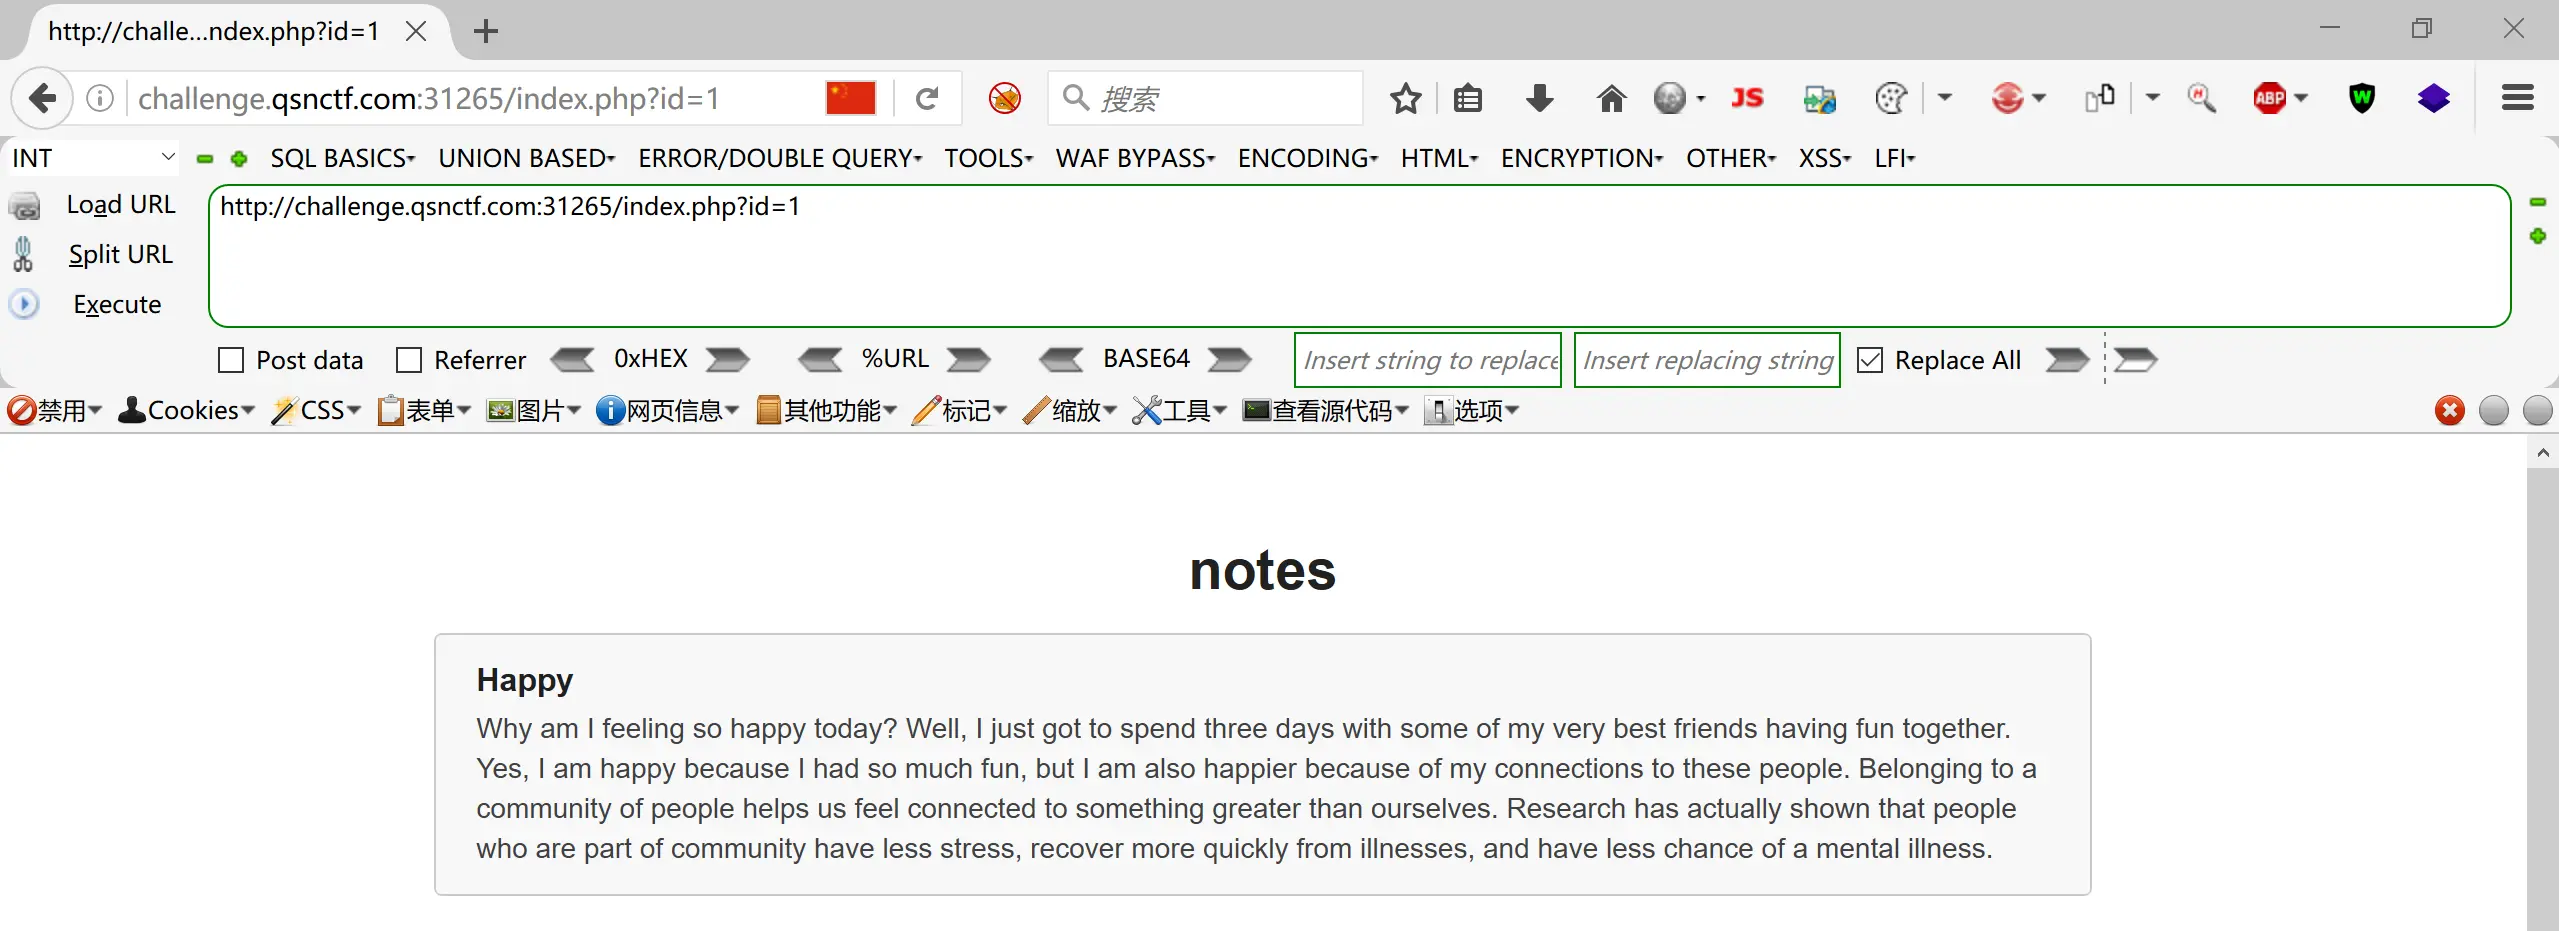 http://challe...ndex.php?id=1
challenge.qsnctf.com:31265/index.php?id=1 搜索 JS ABP W
INT SQL BASICS UNION BASED ERROR/DOUBLE QUERY TOOLS WAF BYPASS ENCODING HTML ENCRYPTION OTHER XSS LFI
Load URL http://challenge.qsnctf.com:31265/index.php?id=1
Split URL
Execute
Post data Referrer 0xHEX %URL BASE64 Insert string to replace Insert replacing string Replace All
禁用 Cookies CSS 表单 图片 网页信息 其他功能 标记 缩放 工具 查看源代码 选项
notes
Happy
Why am I feeling so happy today? Well, I just got to spend three days with some of my very best friends having fun together.
Yes, I am happy because I had so much fun, but I am also happier because of my connections to these people. Belonging to a
community of people helps us feel connected to something greater than ourselves. Research has actually shown that people
who are part of community have less stress, recover more quickly from illnesses, and have less chance of a mental illness.